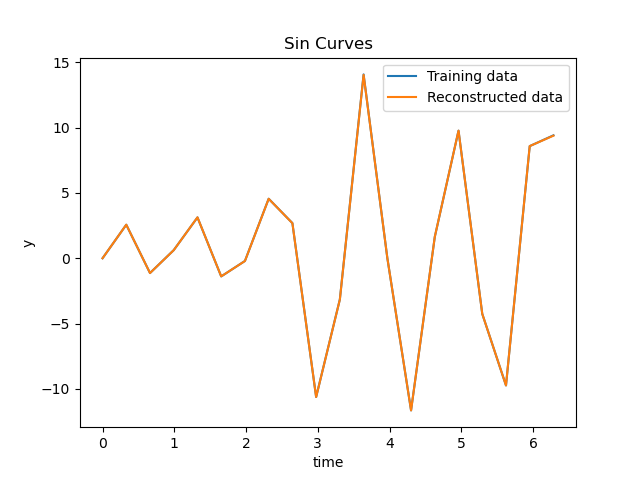 Sin Curves
Training data
Reconstructed data
15
10
5
0
−5
−10
y
0 1 2 3 4 5 6
time